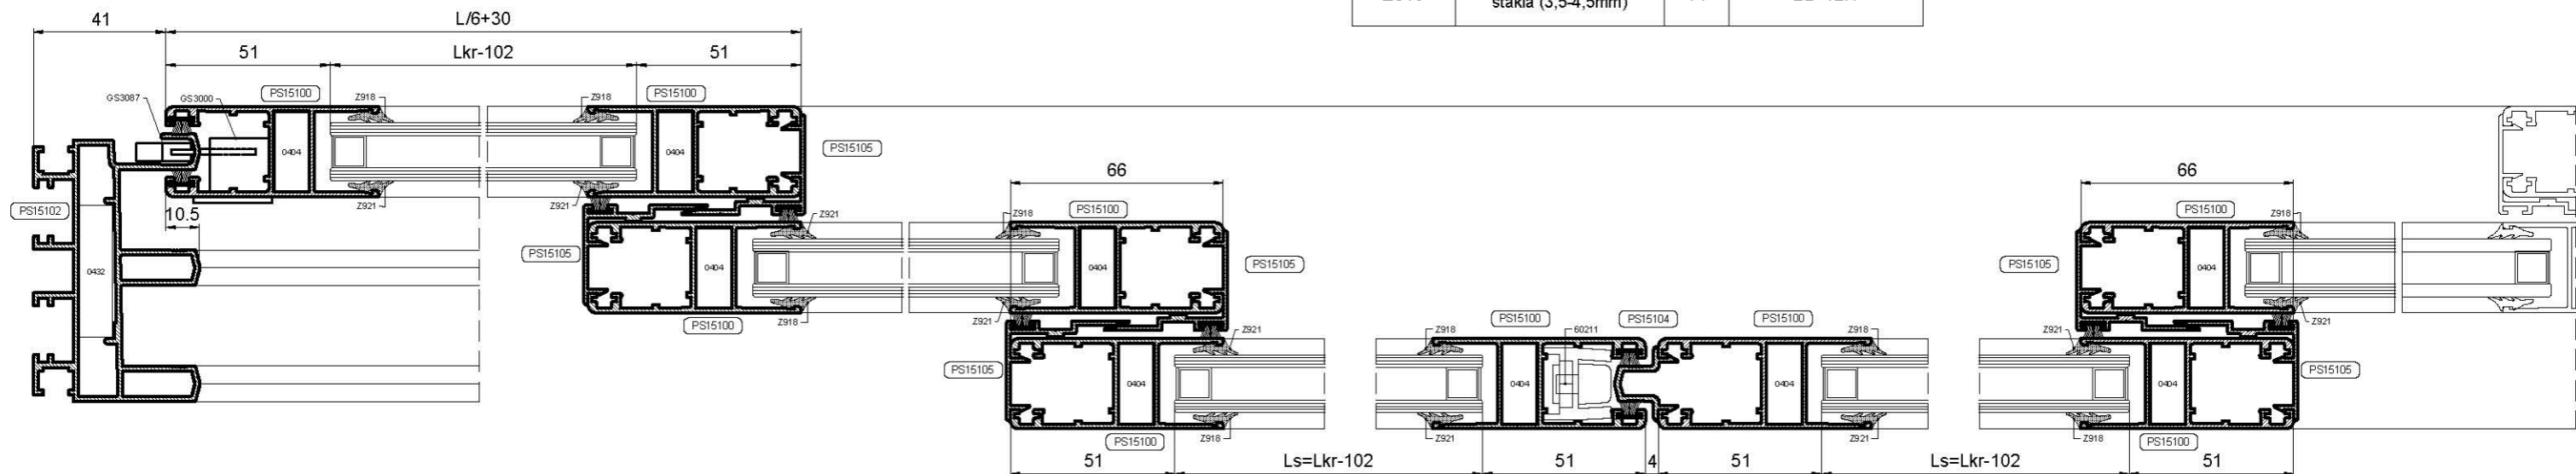 stakla (3,5-4,5mm)
41
L/6+30
51
Lkr-102
51
PS15100
PS15100
GS3087
GS3000
Z918
Z918
0404
0404
PS15105
66
66
PS15102
10.5
Z921
Z921
Z921
Z918
PS15100
PS15100
Z918
0432
PS15105
0404
0404
PS15105
PS15105
0404
PS15100
Z918
Z921
Z921
Z918
PS15100
60211
PS15104
PS15100
Z918
Z921
Z921
PS15105
0404
0404
0404
0404
PS15105
PS15100
Z918
Z921
Z921
Z918
PS15100
51
Ls=Lkr-102
51
4
51
Ls=Lkr-102
51